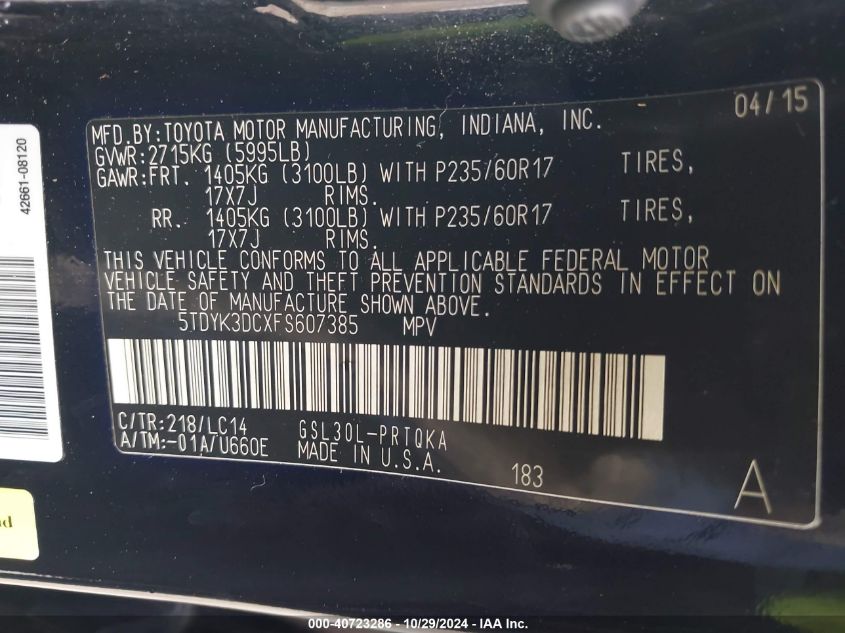 04/15
MFD.BY:TOYOTA MOTOR MANUFACTURING, INDIANA, INC.
GVWR:2715KG (5995LB)
GAWR:FRT. 1405KG (3100LB) WITH P235/60R17 TIRES,
17X7J RIMS.
RR. 1405KG (3100LB) WITH P235/60R17 TIRES,
17X7J RIMS.
THIS VEHICLE CONFORMS TO ALL APPLICABLE FEDERAL MOTOR
VEHICLE SAFETY AND THEFT PREVENTION STANDARDS IN EFFECT ON
THE DATE OF MANUFACTURE SHOWN ABOVE.
5TDYK3DCXFS607385 MPV
C/TR:218/LC14 GSL30L-PRTQKA
A/TM:-01A/U660E MADE IN U.S.A.
183
A
42661-08120
000-40723286 - 10/29/2024 - IAA Inc.